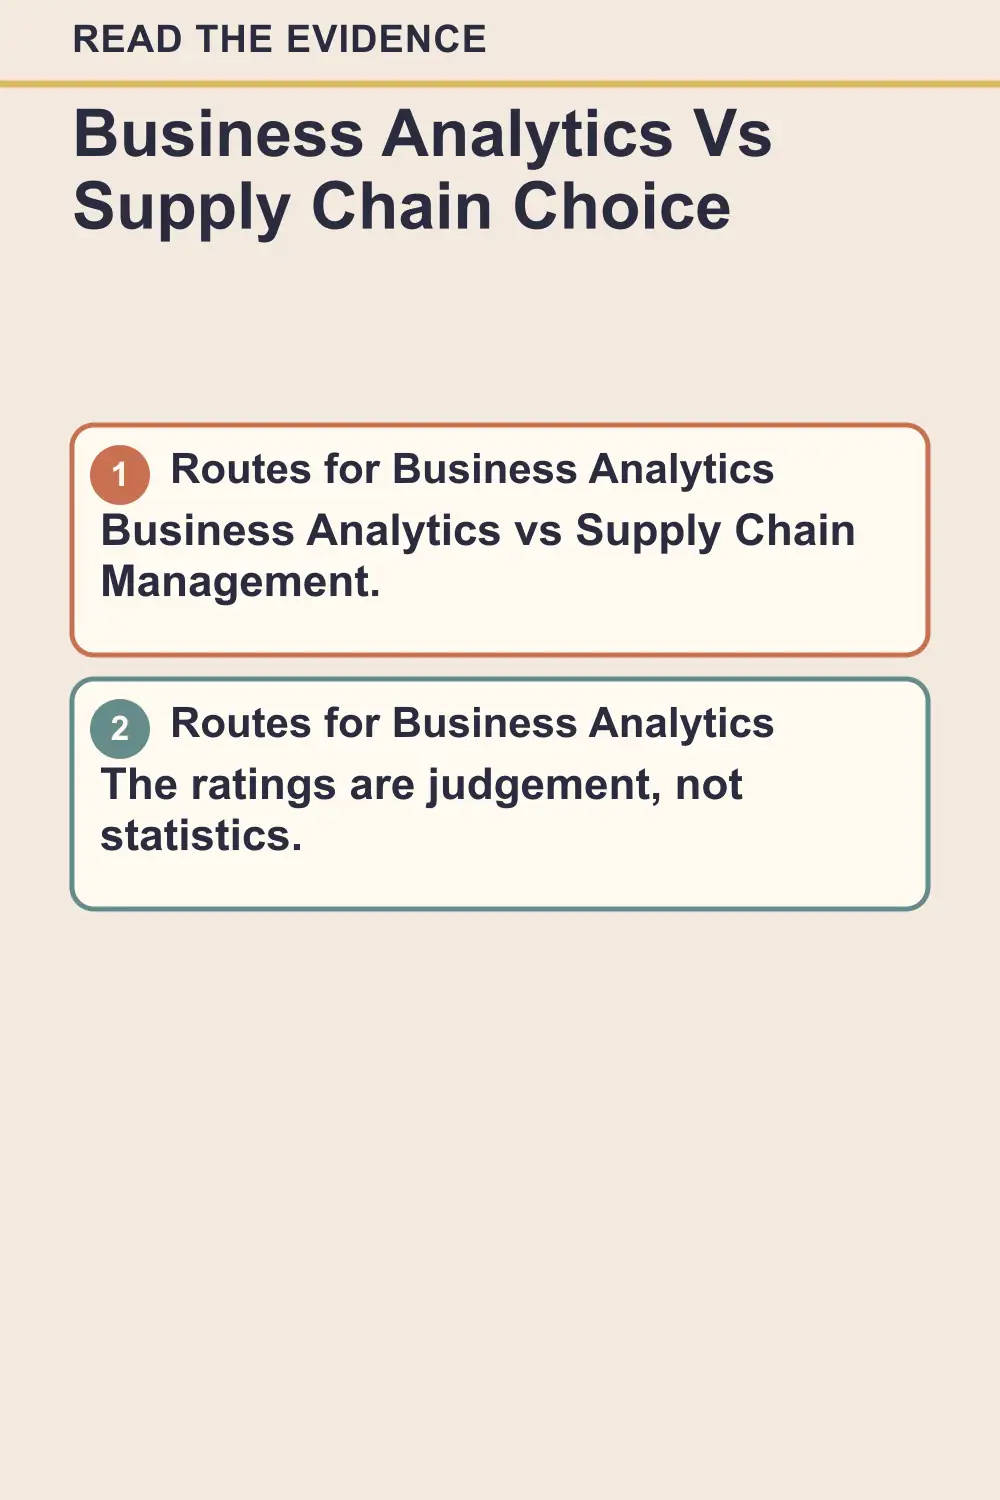 READ THE EVIDENCE
Business Analytics Vs
Supply Chain Choice
1 Routes for Business Analytics
Business Analytics vs Supply Chain
Management.
2 Routes for Business Analytics
The ratings are judgement, not
statistics.